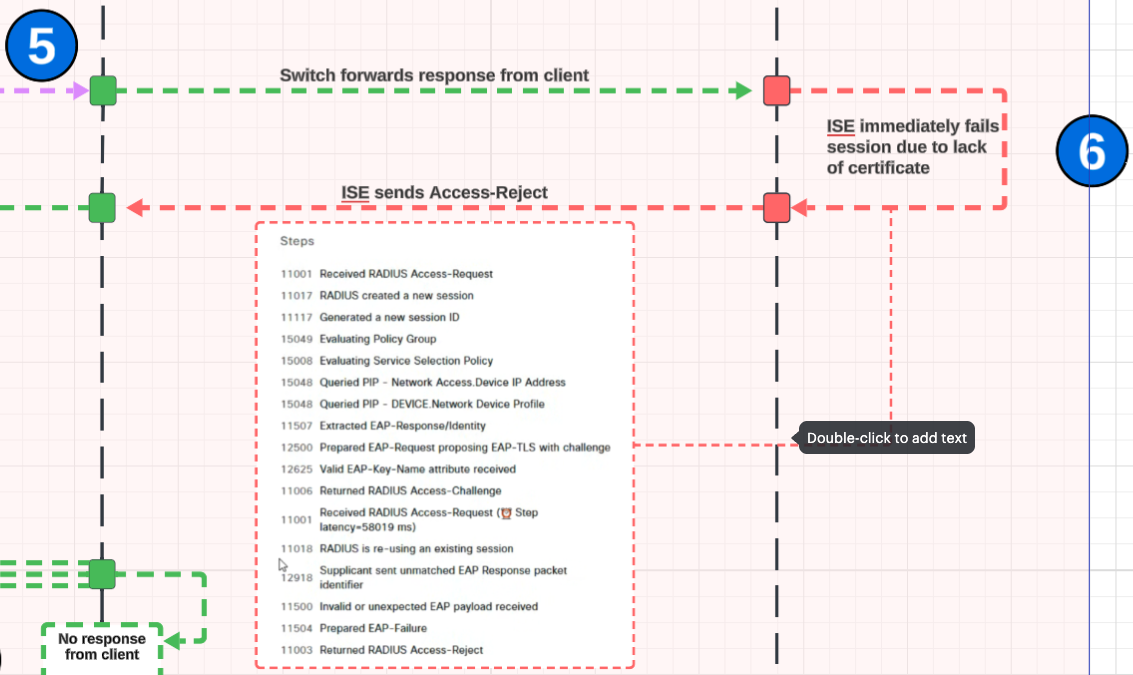 5
Switch forwards response from client
ISE immediately fails
session due to lack
of certificate
6
ISE sends Access-Reject
Steps
11001 Received RADIUS Access-Request
11017 RADIUS created a new session
11117 Generated a new session ID
15049 Evaluating Policy Group
15008 Evaluating Service Selection Policy
15048 Queried PIP - Network Access.Device IP Address
15048 Queried PIP - DEVICE.Network Device Profile
11507 Extracted EAP-Response/Identity
12500 Prepared EAP-Request proposing EAP-TLS with challenge
12625 Valid EAP-Key-Name attribute received
11006 Returned RADIUS Access-Challenge
11001 Received RADIUS Access-Request (⏰ Step
latency=58019 ms)
11018 RADIUS is re-using an existing session
12918 Supplicant sent unmatched EAP Response packet
identifier
11500 Invalid or unexpected EAP payload received
11504 Prepared EAP-Failure
11003 Returned RADIUS Access-Reject
Double-click to add text
No response
from client